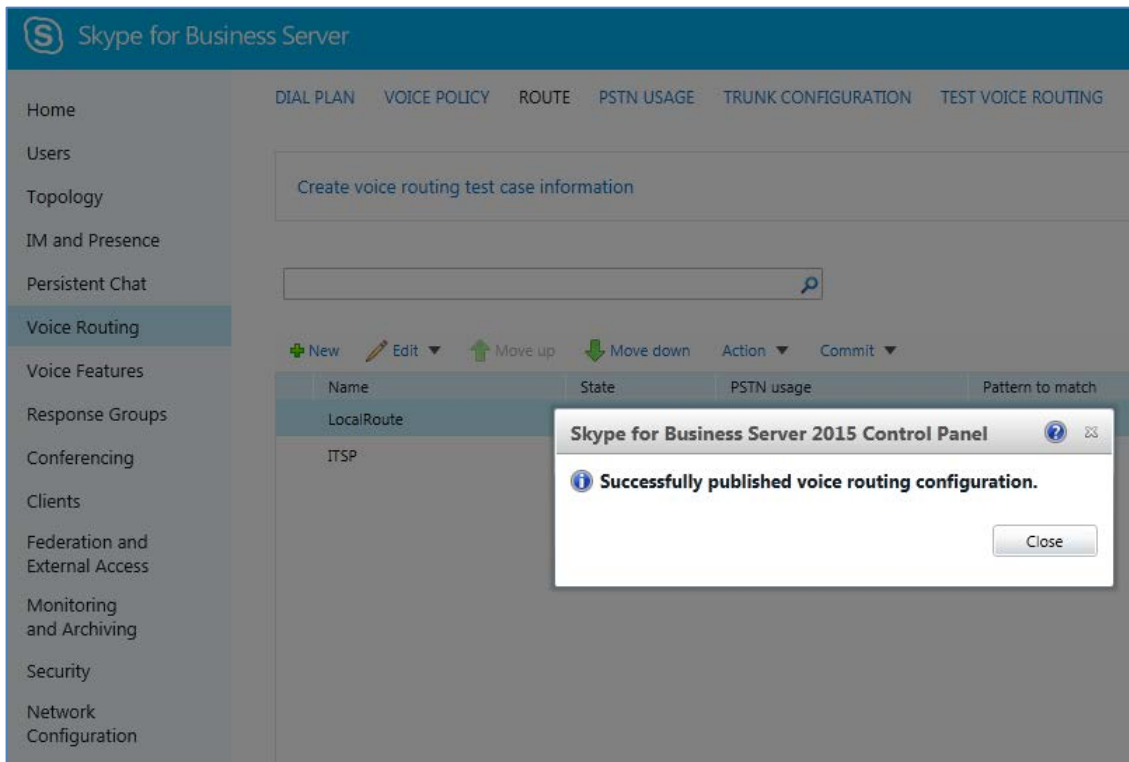 Skype for Business Server
Home
Users
Topology
IM and Presence
Persistent Chat
Voice Routing
Voice Features
Response Groups
Conferencing
Clients
Federation and
External Access
Monitoring
and Archiving
Security
Network
Configuration
DIAL PLAN VOICE POLICY ROUTE PSTN USAGE TRUNK CONFIGURATION TEST VOICE ROUTING
Create voice routing test case information
New Edit Move up Move down Action Commit
Name State PSTN usage Pattern to match
LocalRoute
ITSP
Skype for Business Server 2015 Control Panel
Successfully published voice routing configuration.
Close